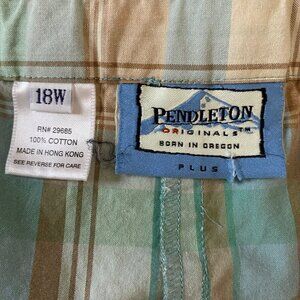 18W
RN# 29685
100% COTTON
MADE IN HONG KONG
SEE REVERSE FOR CARE
PENDLETON
ORIGINALS™
BORN IN OREGON
PLUS